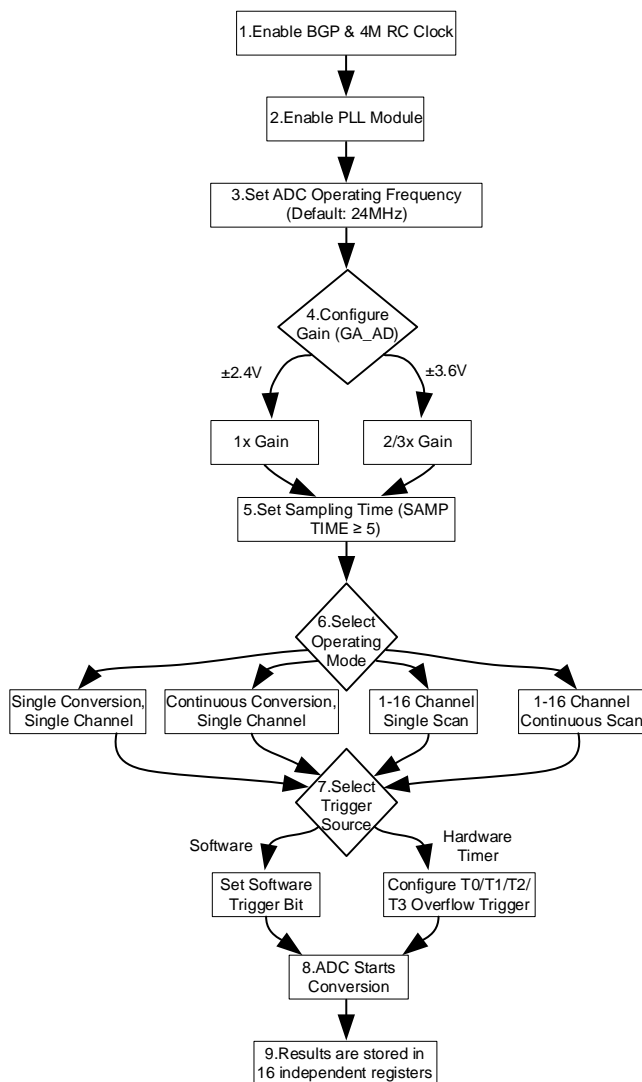 1.Enable BGP & 4M RC Clock
2.Enable PLL Module
3.Set ADC Operating Frequency
(Default: 24MHz)
4.Configure
Gain (GA_AD)
±2.4V
±3.6V
1x Gain
2/3x Gain
5.Set Sampling Time (SAMP
TIME ≥ 5)
6.Select
Operating
Mode
Single Conversion,
Single Channel
Continuous Conversion,
Single Channel
1-16 Channel
Single Scan
1-16 Channel
Continuous Scan
7.Select
Trigger
Source
Software
Hardware
Timer
Set Software
Trigger Bit
Configure T0/T1/T2/
T3 Overflow Trigger
8.ADC Starts
Conversion
9.Results are stored in
16 independent registers